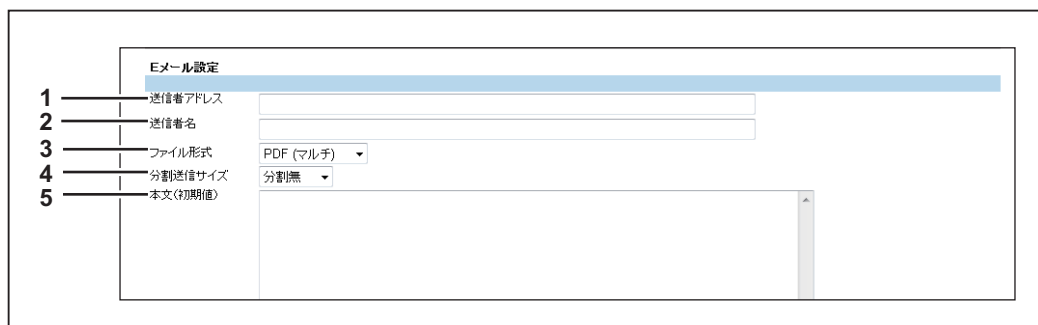 Eメール設定
1 送信者アドレス
2 送信者名
3 ファイル形式 PDF (マルチ)
4 分割送信サイズ 分割無
5 本文(初期値)